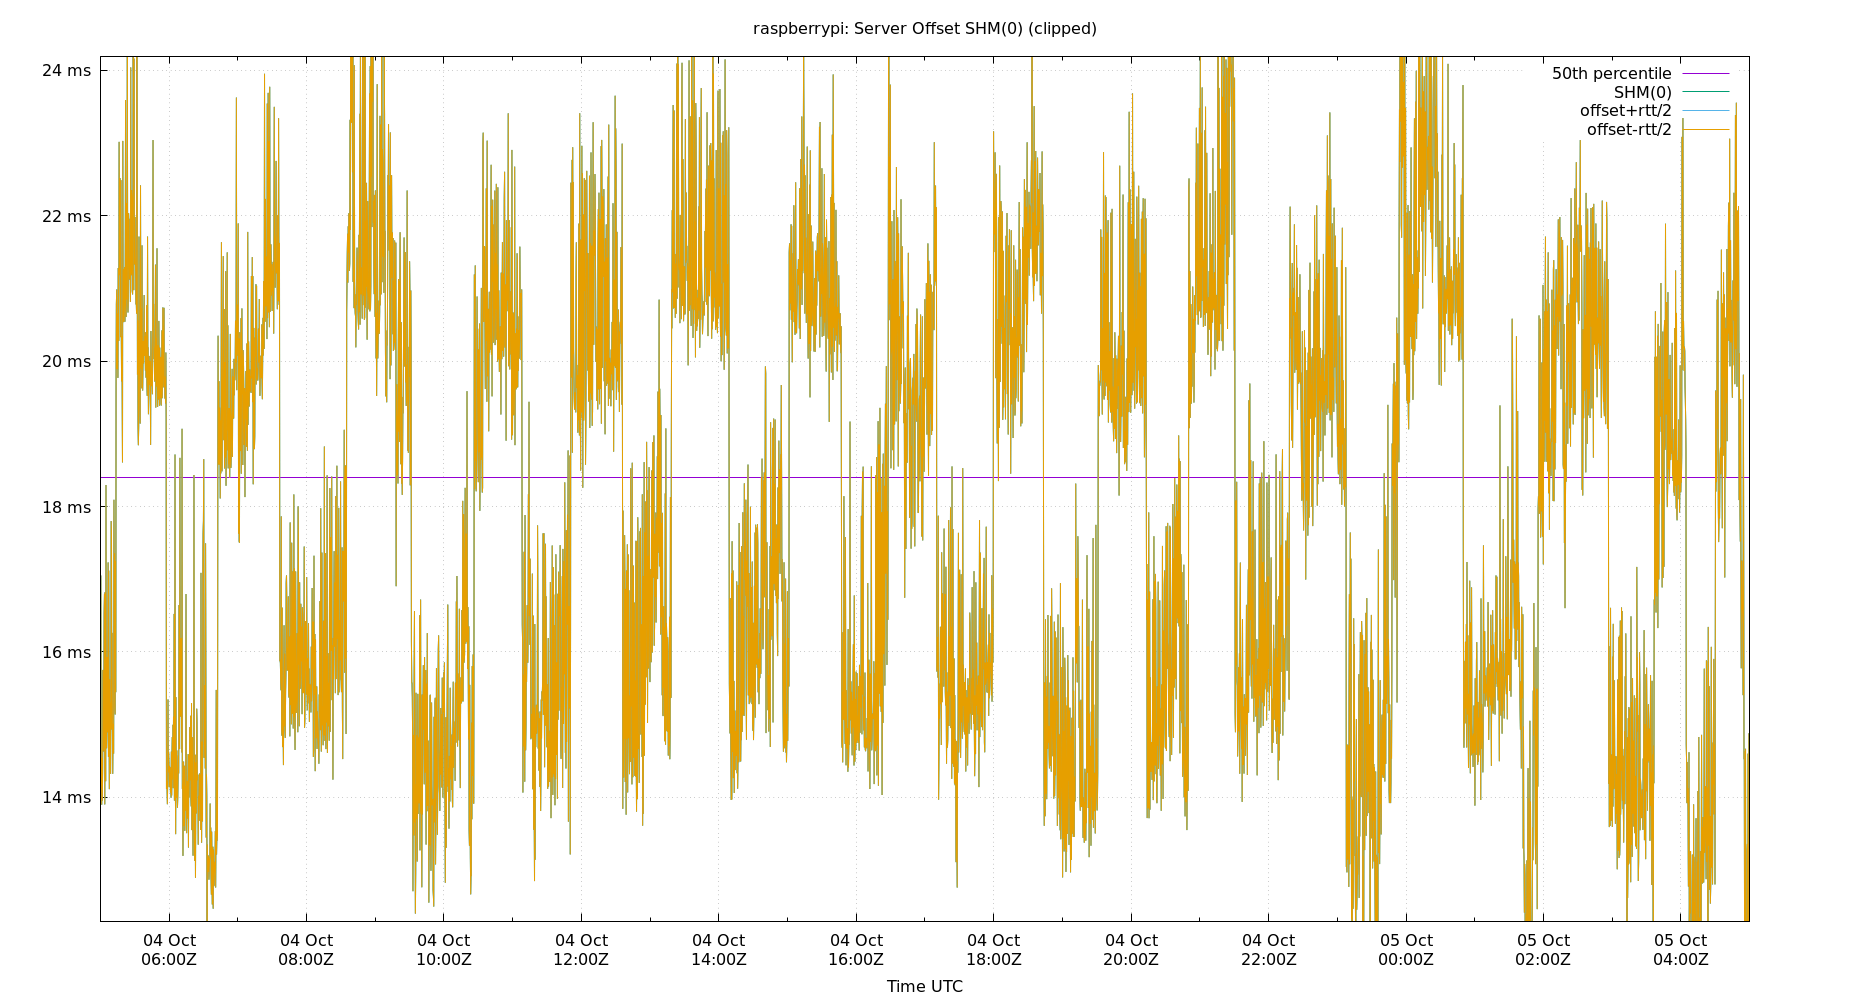 raspberrypi: Server Offset SHM(0) (clipped)
24 ms
22 ms
20 ms
18 ms
16 ms
14 ms
50th percentile
SHM(0)
offset+rtt/2
offset-rtt/2
04 Oct 04 Oct 04 Oct 04 Oct 04 Oct 04 Oct 04 Oct 04 Oct 04 Oct 05 Oct 05 Oct 05 Oct
06:00Z 08:00Z 10:00Z 12:00Z 14:00Z 16:00Z 18:00Z 20:00Z 22:00Z 00:00Z 02:00Z 04:00Z
Time UTC